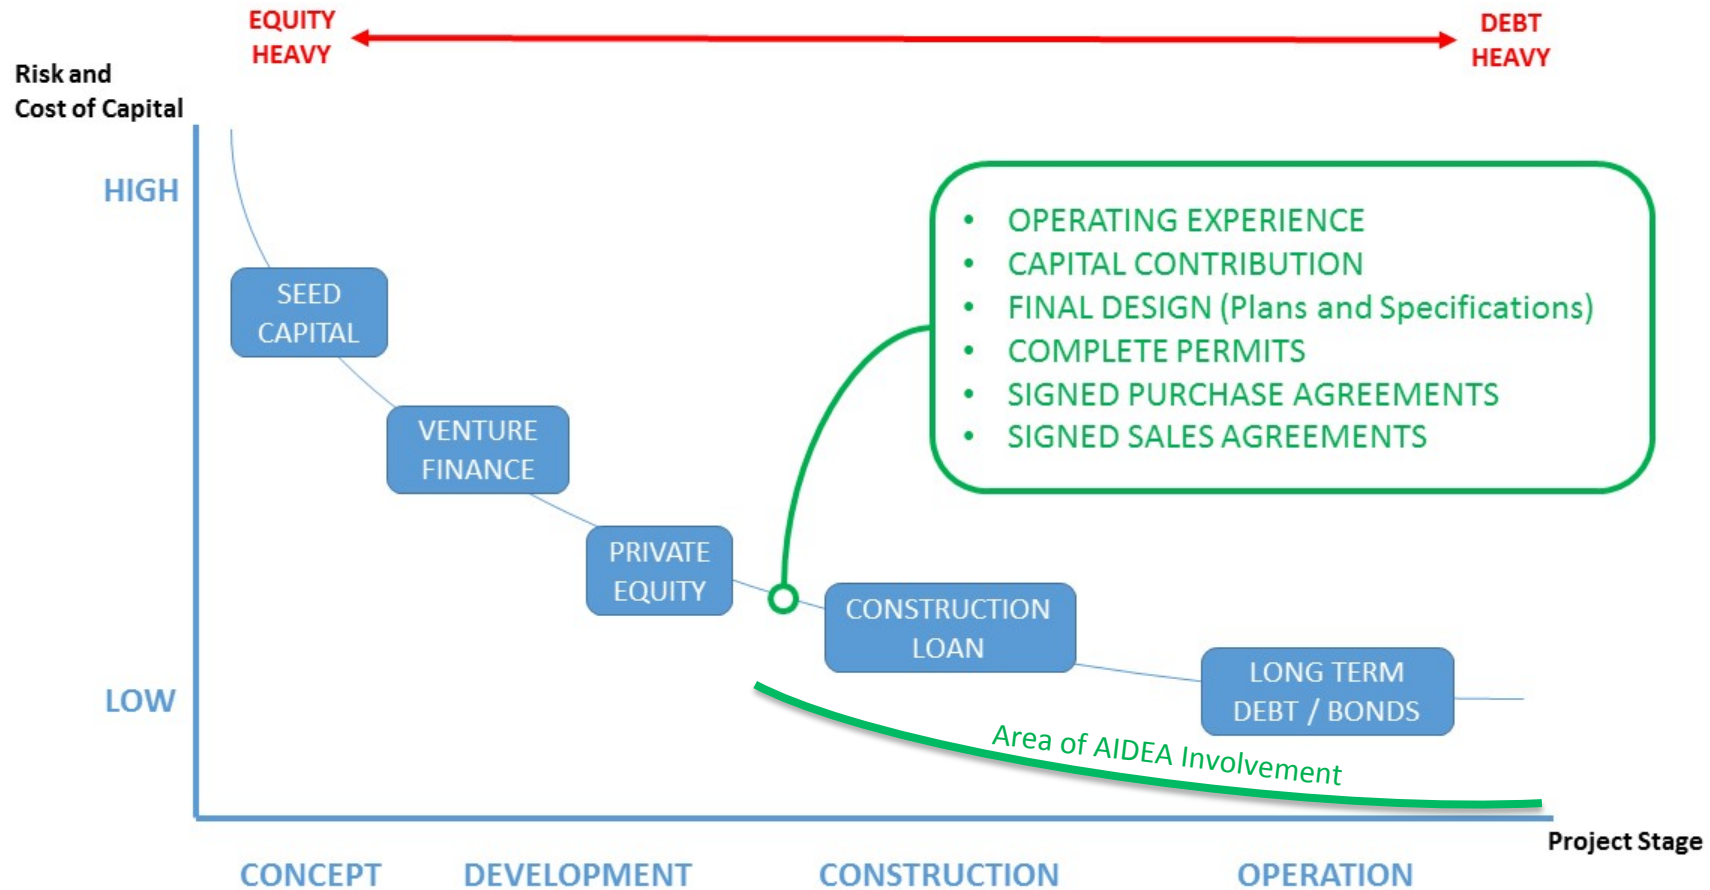 EQUITY
HEAVY
DEBT
HEAVY
Risk and
Cost of Capital
HIGH
LOW
SEED
CAPITAL
VENTURE
FINANCE
PRIVATE
EQUITY
CONSTRUCTION
LOAN
LONG TERM
DEBT / BONDS
• OPERATING EXPERIENCE
• CAPITAL CONTRIBUTION
• FINAL DESIGN (Plans and Specifications)
• COMPLETE PERMITS
• SIGNED PURCHASE AGREEMENTS
• SIGNED SALES AGREEMENTS
Area of AIDEA Involvement
Project Stage
CONCEPT
DEVELOPMENT
CONSTRUCTION
OPERATION